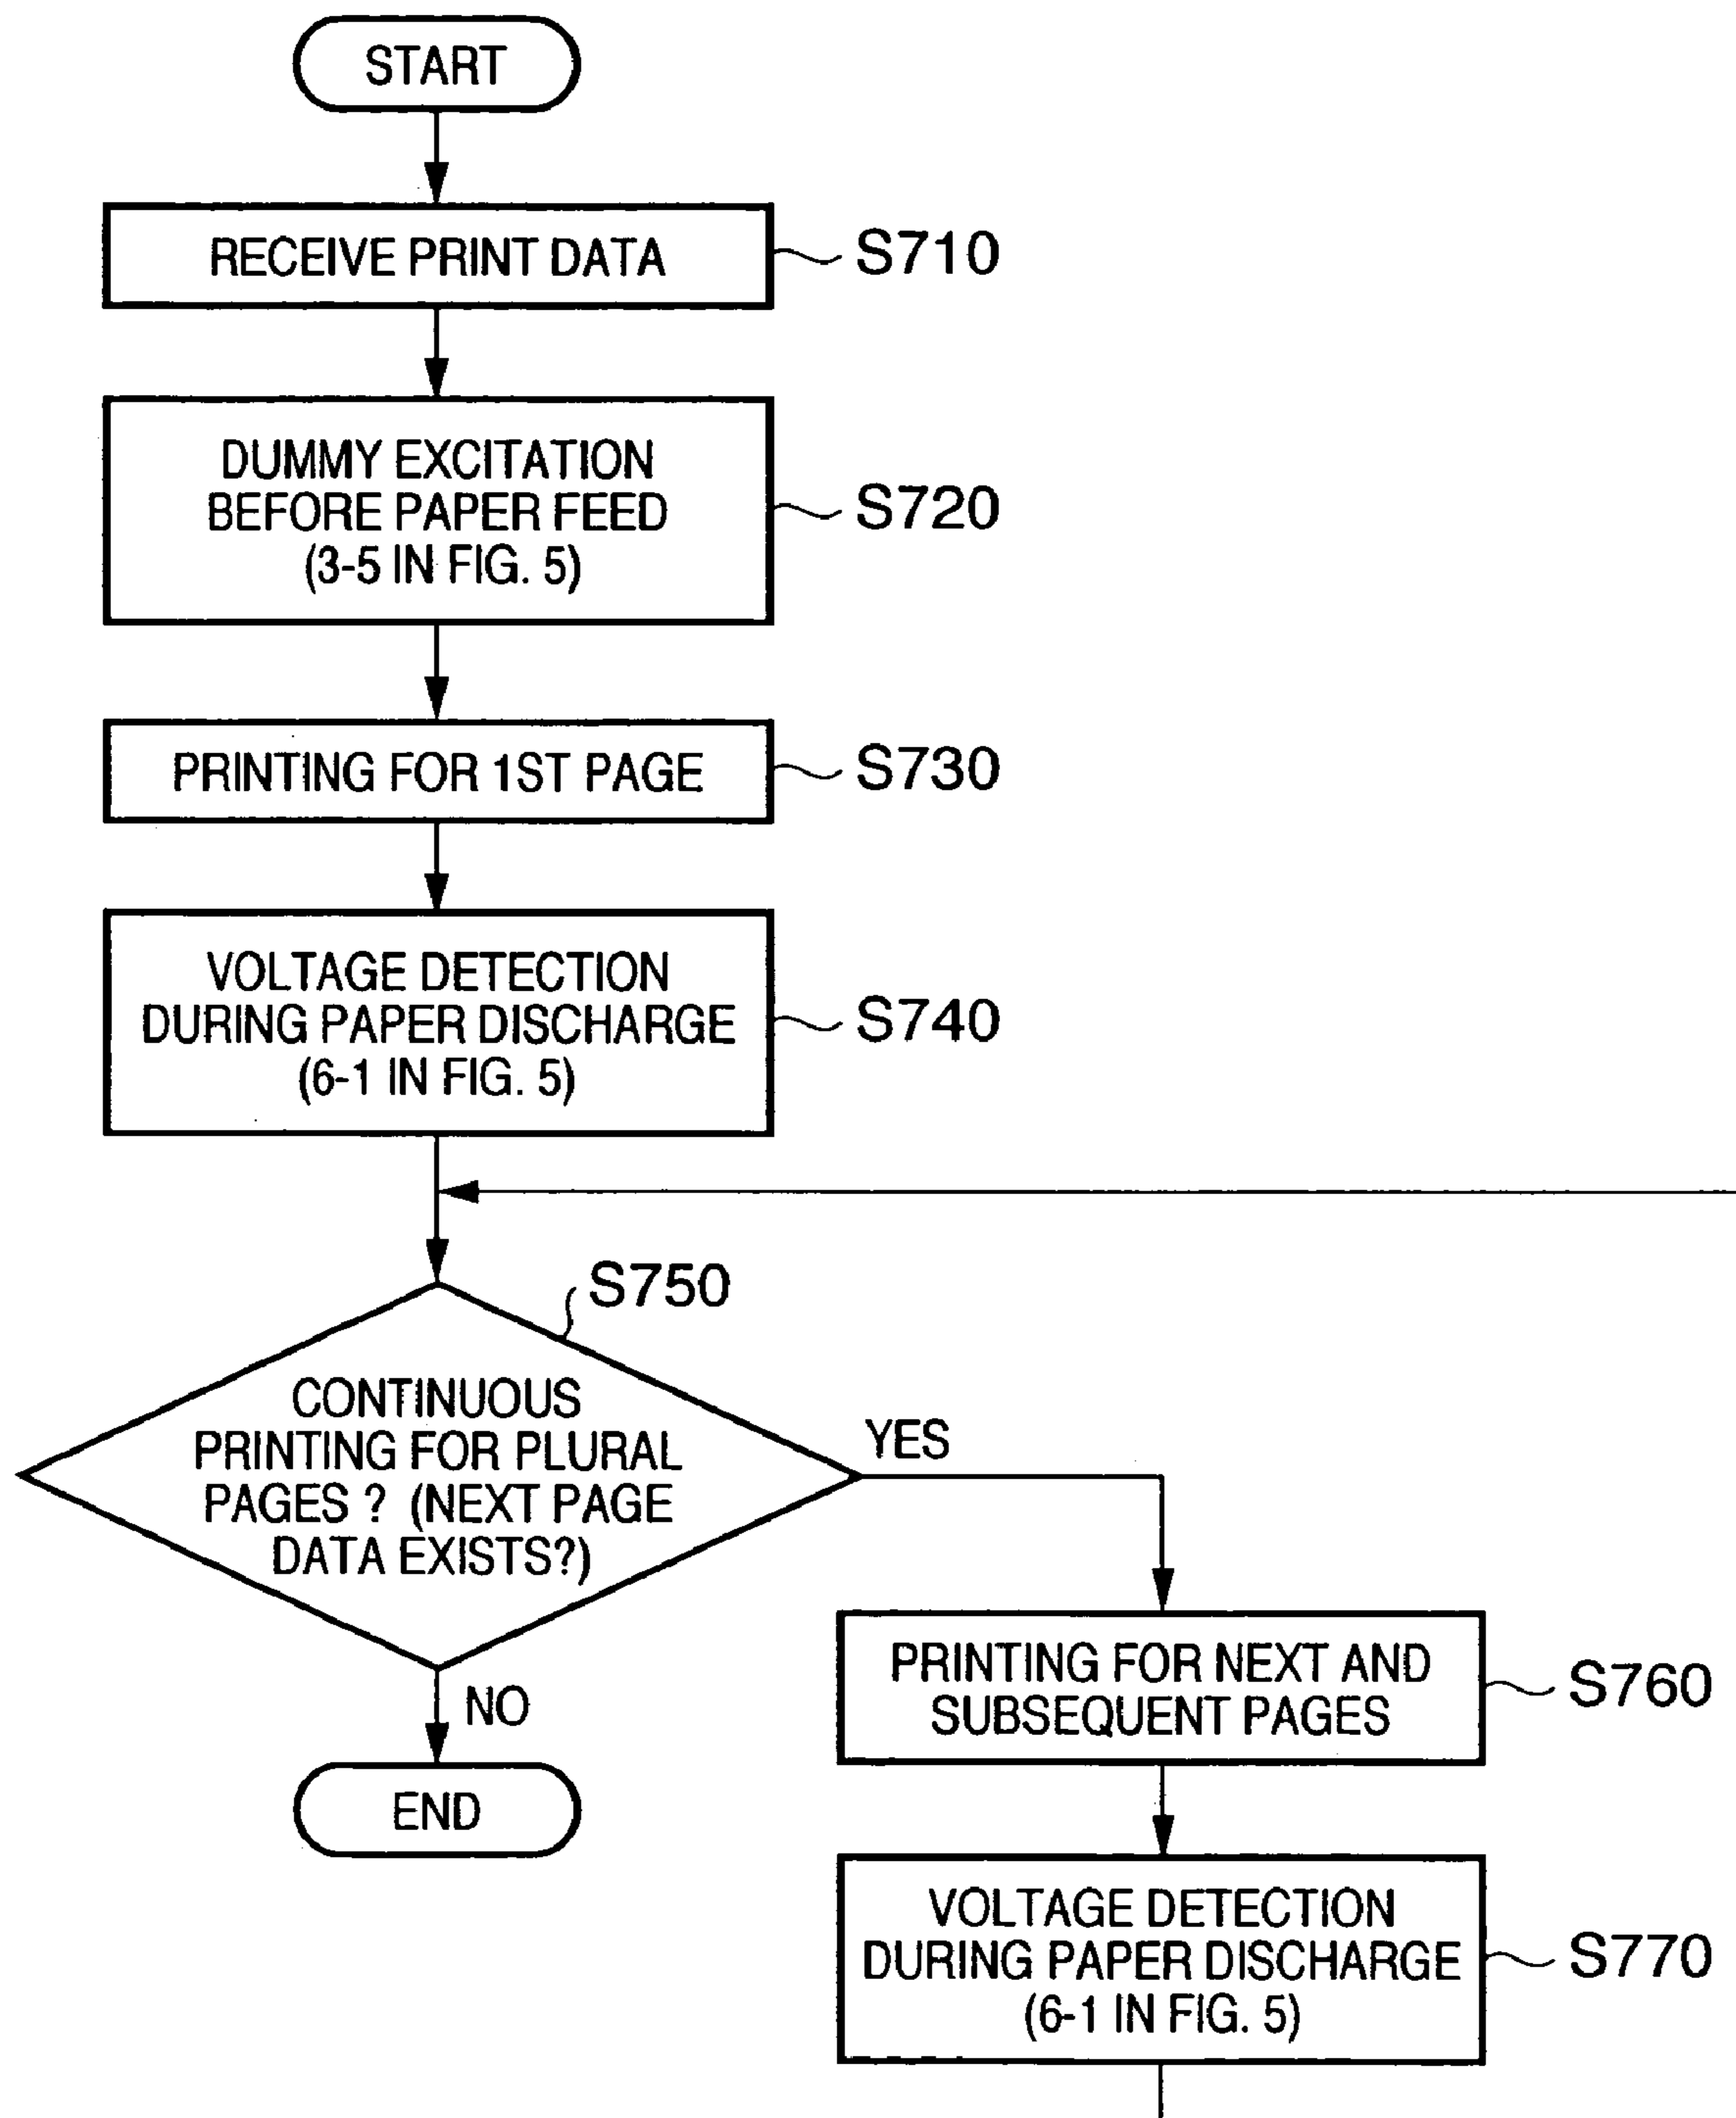 START
RECEIVE PRINT DATA
S710
DUMMY EXCITATION
BEFORE PAPER FEED
(3-5 IN FIG. 5)
S720
PRINTING FOR 1ST PAGE
S730
VOLTAGE DETECTION
DURING PAPER DISCHARGE
(6-1 IN FIG. 5)
S740
S750
CONTINUOUS
PRINTING FOR PLURAL
PAGES ? (NEXT PAGE
DATA EXISTS?)
YES
NO
END
PRINTING FOR NEXT AND
SUBSEQUENT PAGES
S760
VOLTAGE DETECTION
DURING PAPER DISCHARGE
(6-1 IN FIG. 5)
S770